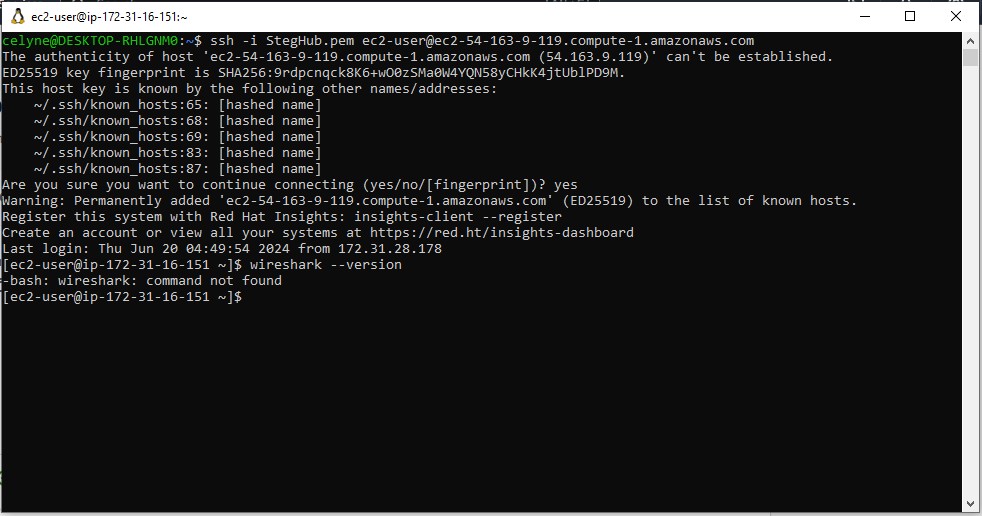 ec2-user@ip-172-31-16-151:~
celyne@DESKTOP-RHLGNM0:~$ ssh -i StegHub.pem ec2-user@ec2-54-163-9-119.compute-1.amazonaws.com
The authenticity of host 'ec2-54-163-9-119.compute-1.amazonaws.com (54.163.9.119)' can't be established.
ED25519 key fingerprint is SHA256:9rdpcnqck8K6+wO0zSMa0W4YQN58yCHkK4jtUblPD9M.
This host key is known by the following other names/addresses:
    ~/.ssh/known_hosts:65: [hashed name]
    ~/.ssh/known_hosts:68: [hashed name]
    ~/.ssh/known_hosts:69: [hashed name]
    ~/.ssh/known_hosts:83: [hashed name]
    ~/.ssh/known_hosts:87: [hashed name]
Are you sure you want to continue connecting (yes/no/[fingerprint])? yes
Warning: Permanently added 'ec2-54-163-9-119.compute-1.amazonaws.com' (ED25519) to the list of known hosts.
Register this system with Red Hat Insights: insights-client --register
Create an account or view all your systems at https://red.ht/insights-dashboard
Last login: Thu Jun 20 04:49:54 2024 from 172.31.28.178
[ec2-user@ip-172-31-16-151 ~]$ wireshark --version
-bash: wireshark: command not found
[ec2-user@ip-172-31-16-151 ~]$